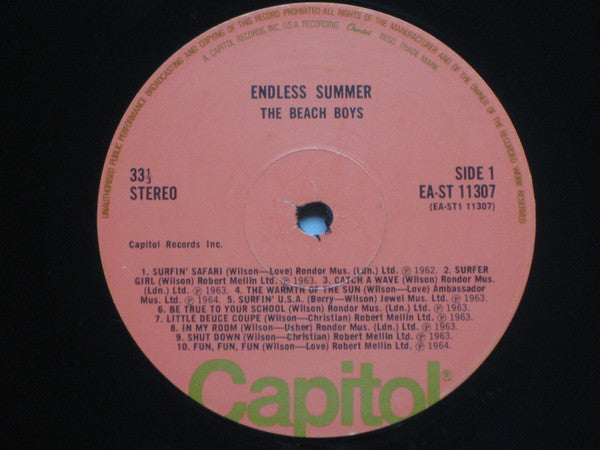 UNAUTHORISED PUBLIC PERFORMANCE BROADCASTING AND COPYING OF THIS RECORD PROHIBITED ALL RIGHTS OF THE MANUFACTURER AND OF THE OWNER OF THE RECORDED WORK RESERVED
A CAPITOL RECORDS, INC. U.S.A. RECORDING. Capitol REGD. TRADE MARK
ENDLESS SUMMER
THE BEACH BOYS
33⅓
STEREO
SIDE 1
EA-ST 11307
(EA-ST1 11307)
Capitol Records Inc.
1. SURFIN' SAFARI (Wilson—Love) Rondor Mus. (Ldn.) Ltd. ℗ 1962. 2. SURFER
GIRL (Wilson) Robert Mellin Ltd. ℗ 1963. 3. CATCH A WAVE (Wilson) Rondor Mus.
(Ldn.) Ltd. ℗ 1963. 4. THE WARMTH OF THE SUN (Wilson—Love) Ambassador
Mus. Ltd. ℗ 1964. 5. SURFIN' U.S.A. (Berry—Wilson) Jewel Mus. Ltd. ℗ 1963.
6. BE TRUE TO YOUR SCHOOL (Wilson) Rondor Mus. (Ldn.) Ltd. ℗ 1963.
7. LITTLE DEUCE COUPE (Wilson—Christian) Robert Mellin Ltd. ℗ 1963.
8. IN MY ROOM (Wilson—Usher) Rondor Mus. (Ldn.) Ltd. ℗ 1963.
9. SHUT DOWN (Wilson—Christian) Robert Mellin Ltd. ℗ 1963.
10. FUN, FUN, FUN (Wilson—Love) Robert Mellin Ltd. ℗ 1964.
Capitol®